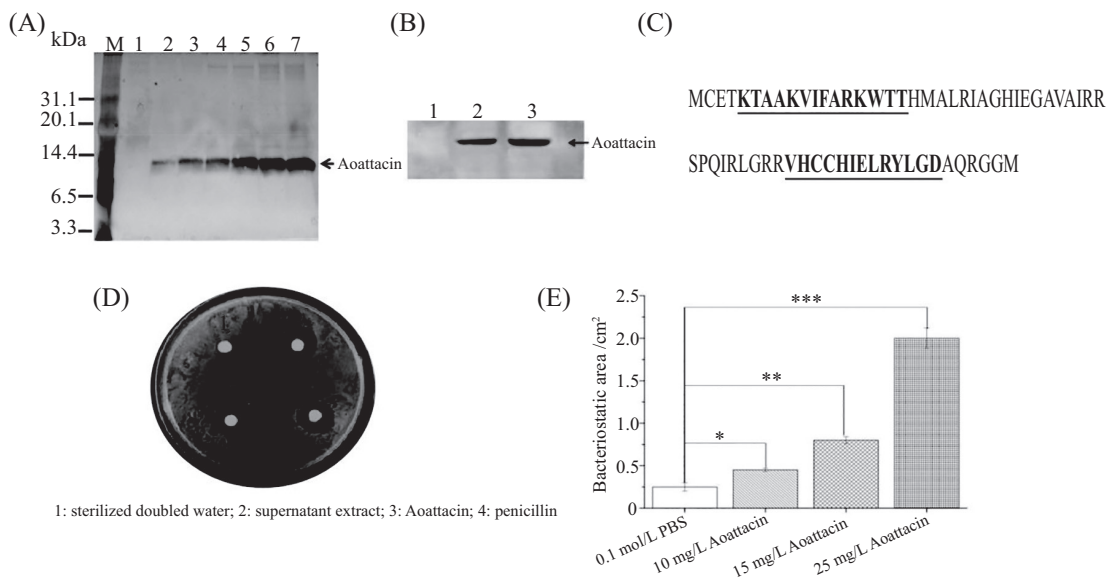 (A)
kDa
M 1 2 3 4 5 6 7
31.1
20.1
14.4
6.5
3.3
Aoattacin
(B)
1 2 3
Aoattacin
(C)
MCETKTAAKVIFARKWTTHMALRIAGHIEGAVAIRR
SPQIRLGRRVHCCHIELRYLGDAQRGGM
(D)
1: sterilized doubled water; 2: supernatant extract; 3: Aoattacin; 4: penicillin
(E)
Bacteriostatic area /cm²
2.5
2.0
1.5
1.0
0.5
0
***
**
*
0.1 mol/L PBS
10 mg/L Aoattacin
15 mg/L Aoattacin
25 mg/L Aoattacin